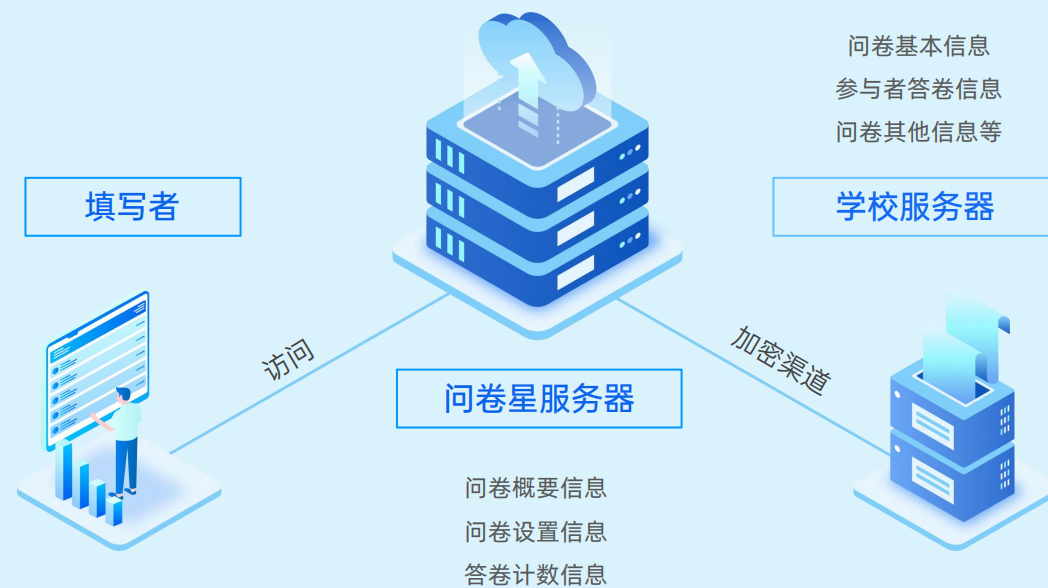 问卷基本信息
参与者答卷信息
问卷其他信息等
填写者
学校服务器
访问
加密渠道
问卷星服务器
问卷概要信息
问卷设置信息
答卷计数信息